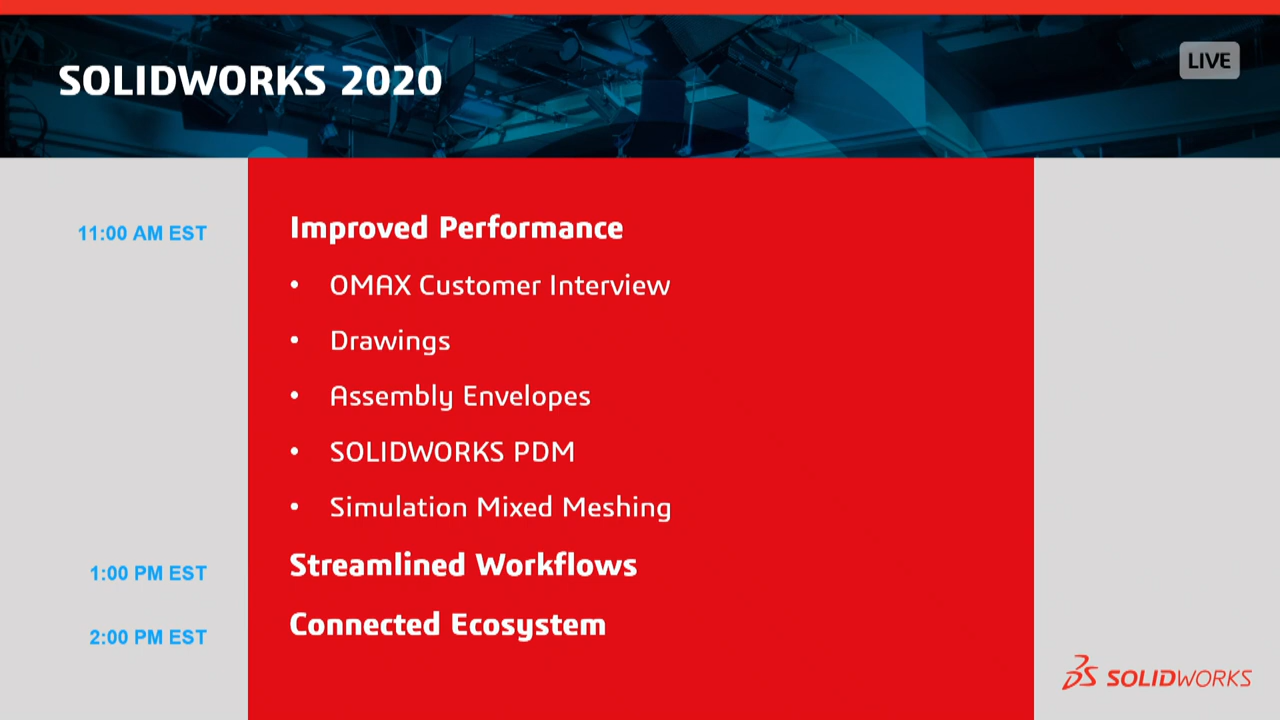 SOLIDWORKS 2020
LIVE
11:00 AM EST
Improved Performance
• OMAX Customer Interview
• Drawings
• Assembly Envelopes
• SOLIDWORKS PDM
• Simulation Mixed Meshing
1:00 PM EST
Streamlined Workflows
2:00 PM EST
Connected Ecosystem
SOLIDWORKS